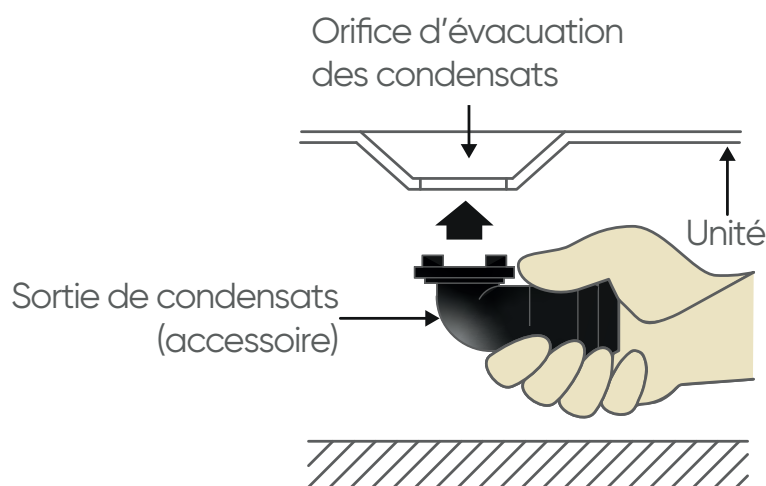 Orifice d'évacuation
des condensats
Unité
Sortie de condensats
(accessoire)